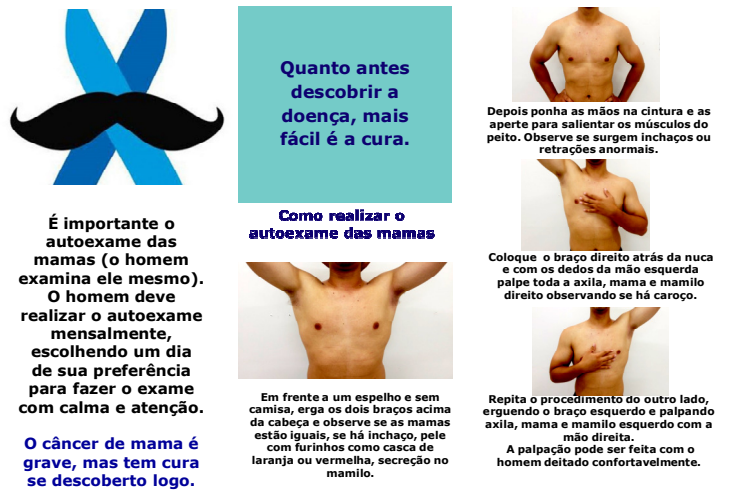 É importante o
autoexame das
mamas (o homem
examina ele mesmo).
O homem deve
realizar o autoexame
mensalmente,
escolhendo um dia
de sua preferência
para fazer o exame
com calma e atenção.
O câncer de mama é
grave, mas tem cura
se descoberto logo.
Quanto antes
descobrir a
doença, mais
fácil é a cura.
Como realizar o
autoexame das mamas
Em frente a um espelho e sem
camisa, erga os dois braços acima
da cabeça e observe se as mamas
estão iguais, se há inchaço, pele
com furinhos como casca de
laranja ou vermelha, secreção no
mamilo.
Depois ponha as mãos na cintura e as
aperte para salientar os músculos do
peito. Observe se surgem inchaços ou
retrações anormais.
Coloque o braço direito atrás da nuca
e com os dedos da mão esquerda
palpe toda a axila, mama e mamilo
direito observando se há caroço.
Repita o procedimento do outro lado,
erguendo o braço esquerdo e palpando
axila, mama e mamilo esquerdo com a
mão direita.
A palpação pode ser feita com o
homem deitado confortavelmente.